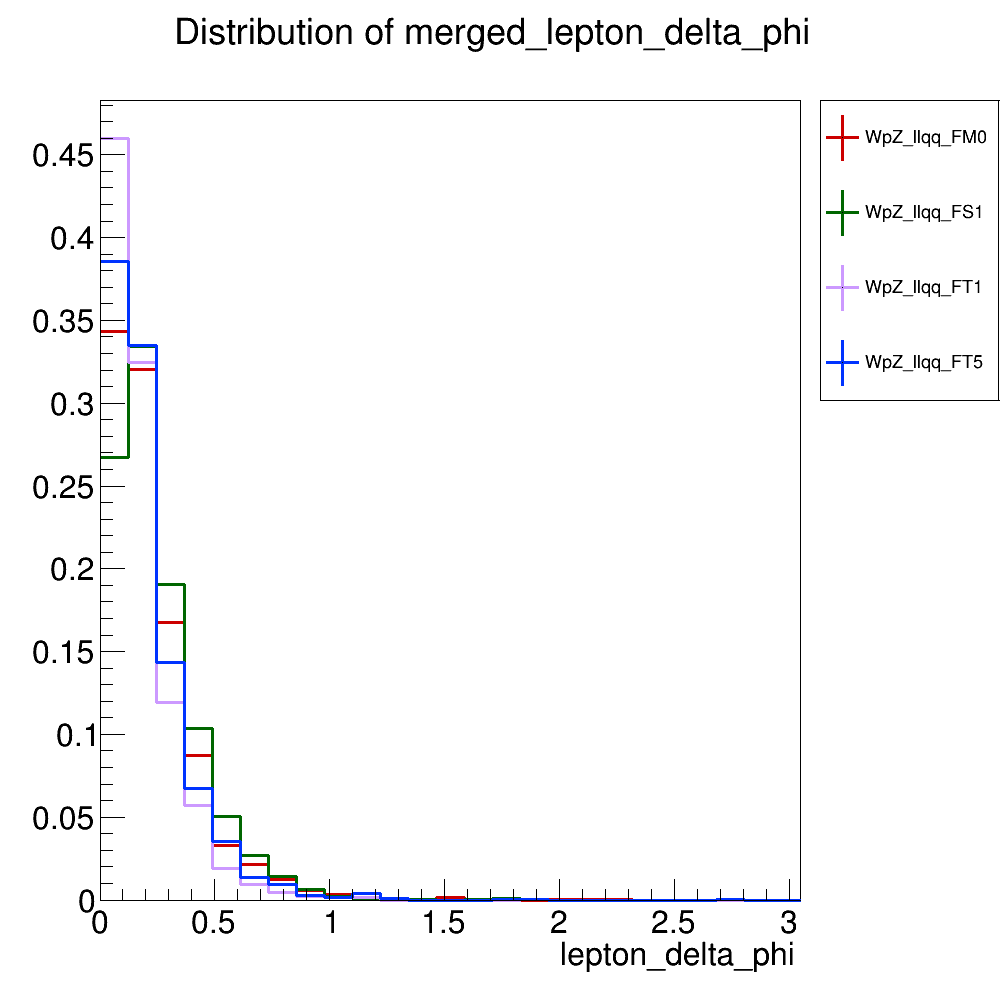 Distribution of merged_lepton_delta_phi
WpZ_llqq_FM0
WpZ_llqq_FS1
WpZ_llqq_FT1
WpZ_llqq_FT5
0.45
0.4
0.35
0.3
0.25
0.2
0.15
0.1
0.05
0
0 0.5 1 1.5 2 2.5 3
lepton_delta_phi